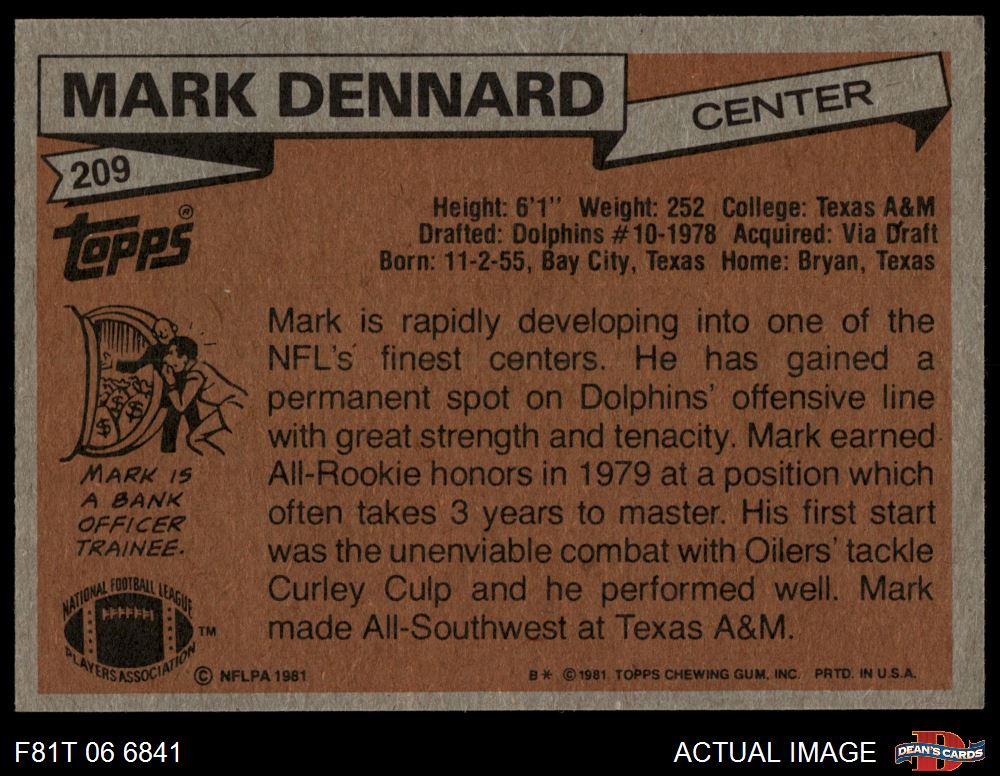 MARK DENNARD
CENTER
209
TOPPS®
Height: 6'1" Weight: 252 College: Texas A&M
Drafted: Dolphins #10-1978 Acquired: Via Draft
Born: 11-2-55, Bay City, Texas Home: Bryan, Texas
Mark is rapidly developing into one of the
NFL's finest centers. He has gained a
permanent spot on Dolphins' offensive line
with great strength and tenacity. Mark earned
All-Rookie honors in 1979 at a position which
often takes 3 years to master. His first start
was the unenviable combat with Oilers' tackle
Curley Culp and he performed well. Mark
made All-Southwest at Texas A&M.
$ $ $
MARK IS
A BANK
OFFICER
TRAINEE.
NATIONAL FOOTBALL LEAGUE
PLAYERS ASSOCIATION
TM
© NFLPA 1981
B* © 1981 TOPPS CHEWING GUM, INC. PRTD. IN U.S.A.
F81T 06 6841
ACTUAL IMAGE
D
DEAN'S CARDS